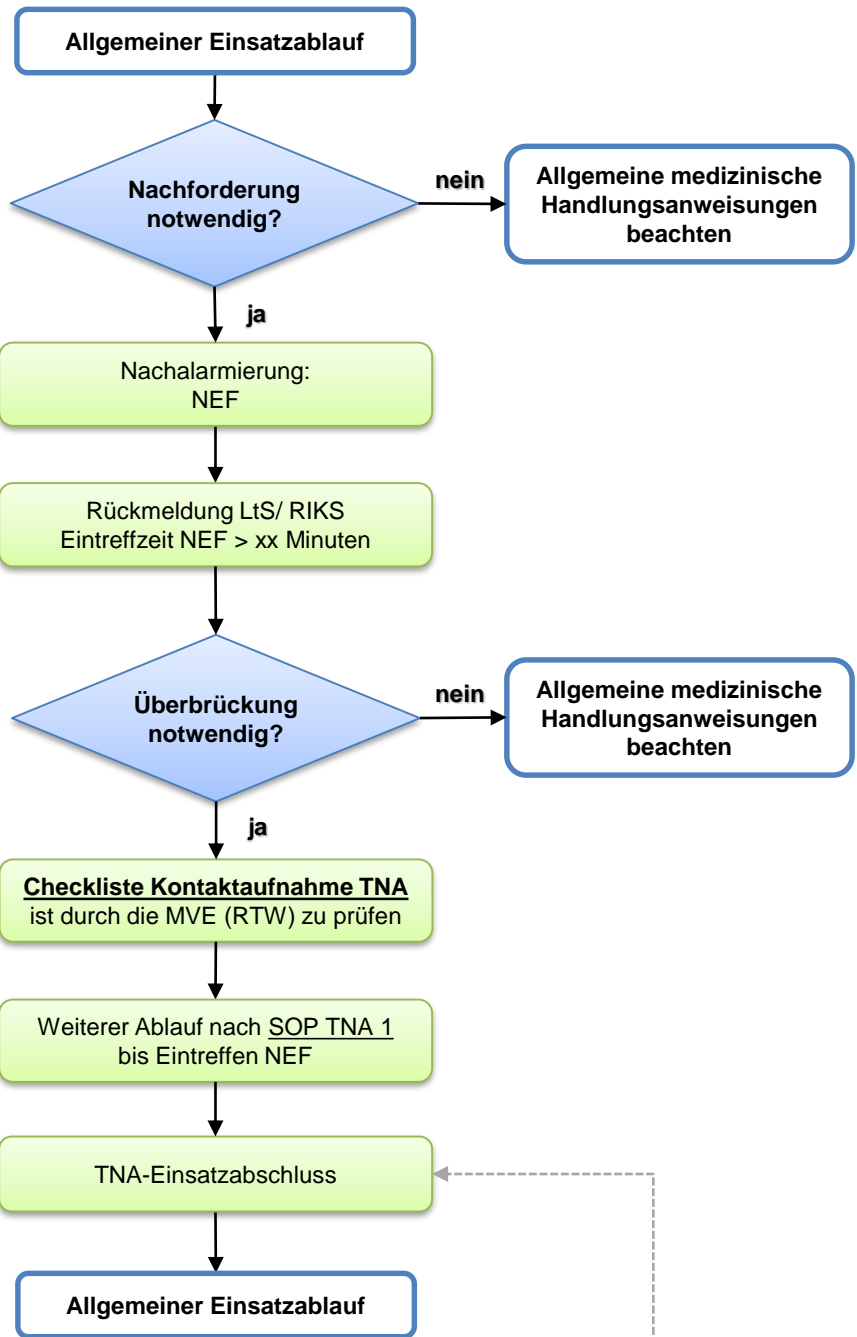 Allgemeiner Einsatzablauf
Nachforderung
notwendig?
nein
Allgemeine medizinische
Handlungsanweisungen
beachten
ja
Nachalarmierung:
NEF
Rückmeldung LtS/ RIKS
Eintreffzeit NEF > xx Minuten
Überbrückung
notwendig?
nein
Allgemeine medizinische
Handlungsanweisungen
beachten
ja
Checkliste Kontaktaufnahme TNA
ist durch die MVE (RTW) zu prüfen
Weiterer Ablauf nach SOP TNA 1
bis Eintreffen NEF
TNA-Einsatzabschluss
Allgemeiner Einsatzablauf